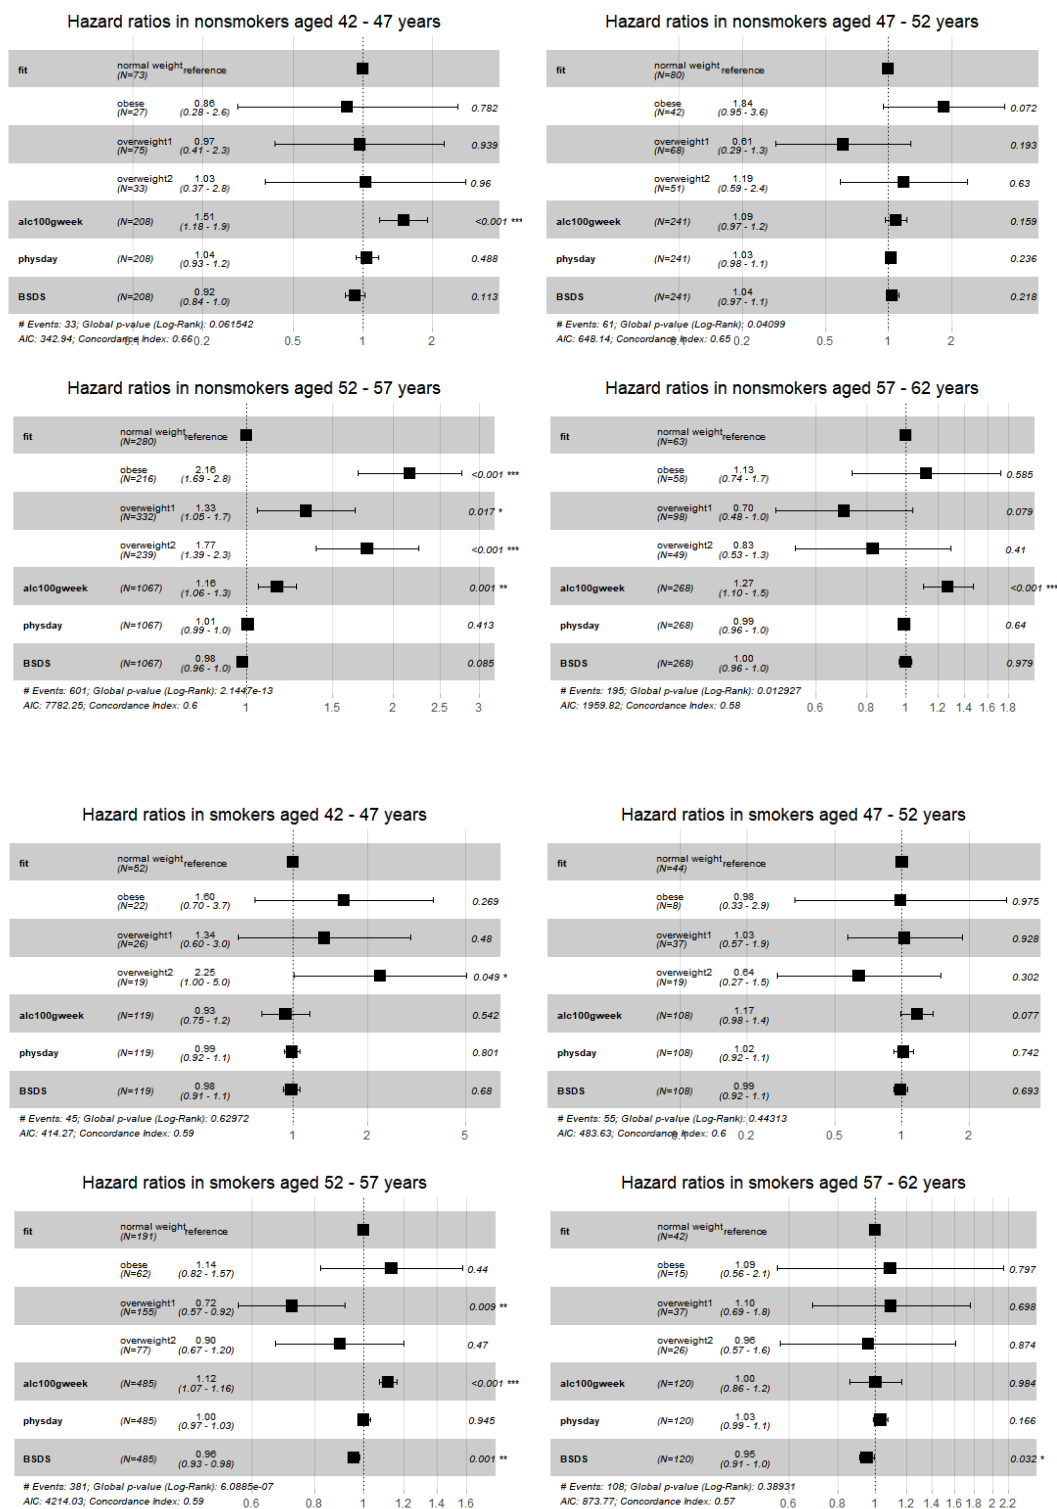 Hazard ratios in nonsmokers aged 42 - 47 years
fit normal weight reference
(N=73)
obese 0.86 0.782
(N=27) (0.28 - 2.6)
overweight1 0.97 0.939
(N=75) (0.41 - 2.3)
overweight2 1.03 0.96
(N=33) (0.37 - 2.8)
alc100gweek (N=208) 1.51 <0.001 ***
(1.18 - 1.9)
physday (N=208) 1.04 0.488
(0.93 - 1.2)
BSDS (N=208) 0.92 0.113
(0.84 - 1.0)
# Events: 33; Global p-value (Log-Rank): 0.061542
AIC: 342.94; Concordance Index: 0.66
0.1 0.2 0.5 1 2
Hazard ratios in nonsmokers aged 47 - 52 years
fit normal weight reference
(N=80)
obese 1.84 0.072
(N=42) (0.95 - 3.6)
overweight1 0.61 0.193
(N=68) (0.29 - 1.3)
overweight2 1.19 0.63
(N=51) (0.59 - 2.4)
alc100gweek (N=241) 1.09 0.159
(0.97 - 1.2)
physday (N=241) 1.03 0.236
(0.98 - 1.1)
BSDS (N=241) 1.04 0.218
(0.97 - 1.1)
# Events: 61; Global p-value (Log-Rank): 0.04099
AIC: 648.14; Concordance Index: 0.65
0.1 0.2 0.5 1 2
Hazard ratios in nonsmokers aged 52 - 57 years
fit normal weight reference
(N=280)
obese 2.16 <0.001 ***
(N=216) (1.69 - 2.8)
overweight1 1.33 0.017 *
(N=332) (1.05 - 1.7)
overweight2 1.77 <0.001 ***
(N=239) (1.39 - 2.3)
alc100gweek (N=1067) 1.16 0.001 **
(1.06 - 1.3)
physday (N=1067) 1.01 0.413
(0.99 - 1.0)
BSDS (N=1067) 0.98 0.085
(0.96 - 1.0)
# Events: 601; Global p-value (Log-Rank): 2.1447e-13
AIC: 7782.25; Concordance Index: 0.6
1 1.5 2 2.5 3
Hazard ratios in nonsmokers aged 57 - 62 years
fit normal weight reference
(N=63)
obese 1.13 0.585
(N=58) (0.74 - 1.7)
overweight1 0.70 0.079
(N=98) (0.48 - 1.0)
overweight2 0.83 0.41
(N=49) (0.53 - 1.3)
alc100gweek (N=268) 1.27 <0.001 ***
(1.10 - 1.5)
physday (N=268) 0.99 0.64
(0.96 - 1.0)
BSDS (N=268) 1.00 0.979
(0.96 - 1.0)
# Events: 195; Global p-value (Log-Rank): 0.012927
AIC: 1959.82; Concordance Index: 0.58
0.6 0.8 1 1.2 1.4 1.6 1.8
Hazard ratios in smokers aged 42 - 47 years
fit normal weight reference
(N=52)
obese 1.60 0.269
(N=22) (0.70 - 3.7)
overweight1 1.34 0.48
(N=26) (0.60 - 3.0)
overweight2 2.25 0.049 *
(N=19) (1.00 - 5.0)
alc100gweek (N=119) 0.93 0.542
(0.75 - 1.2)
physday (N=119) 0.99 0.801
(0.92 - 1.1)
BSDS (N=119) 0.98 0.68
(0.91 - 1.1)
# Events: 45; Global p-value (Log-Rank): 0.62972
AIC: 414.27; Concordance Index: 0.59
1 2 5
Hazard ratios in smokers aged 47 - 52 years
fit normal weight reference
(N=44)
obese 0.98 0.975
(N=8) (0.33 - 2.9)
overweight1 1.03 0.928
(N=37) (0.57 - 1.9)
overweight2 0.64 0.302
(N=19) (0.27 - 1.5)
alc100gweek (N=108) 1.17 0.077
(0.98 - 1.4)
physday (N=108) 1.02 0.742
(0.92 - 1.1)
BSDS (N=108) 0.99 0.693
(0.92 - 1.1)
# Events: 55; Global p-value (Log-Rank): 0.44313
AIC: 483.63; Concordance Index: 0.6
0.1 0.2 0.5 1 2
Hazard ratios in smokers aged 52 - 57 years
fit normal weight reference
(N=191)
obese 1.14 0.44
(N=62) (0.82 - 1.57)
overweight1 0.72 0.009 **
(N=155) (0.57 - 0.92)
overweight2 0.90 0.47
(N=77) (0.67 - 1.20)
alc100gweek (N=485) 1.12 <0.001 ***
(1.07 - 1.16)
physday (N=485) 1.00 0.945
(0.97 - 1.03)
BSDS (N=485) 0.96 0.001 **
(0.93 - 0.98)
# Events: 381; Global p-value (Log-Rank): 6.0885e-07
AIC: 4214.03; Concordance Index: 0.59
0.6 0.8 1 1.2 1.4 1.6
Hazard ratios in smokers aged 57 - 62 years
fit normal weight reference
(N=42)
obese 1.09 0.797
(N=15) (0.56 - 2.1)
overweight1 1.10 0.698
(N=37) (0.69 - 1.8)
overweight2 0.96 0.874
(N=26) (0.57 - 1.6)
alc100gweek (N=120) 1.00 0.984
(0.86 - 1.2)
physday (N=120) 1.03 0.166
(0.99 - 1.1)
BSDS (N=120) 0.95 0.032 *
(0.91 - 1.0)
# Events: 108; Global p-value (Log-Rank): 0.38931
AIC: 873.77; Concordance Index: 0.57
0.6 0.8 1 1.2 1.4 1.6 1.8 2 2.2